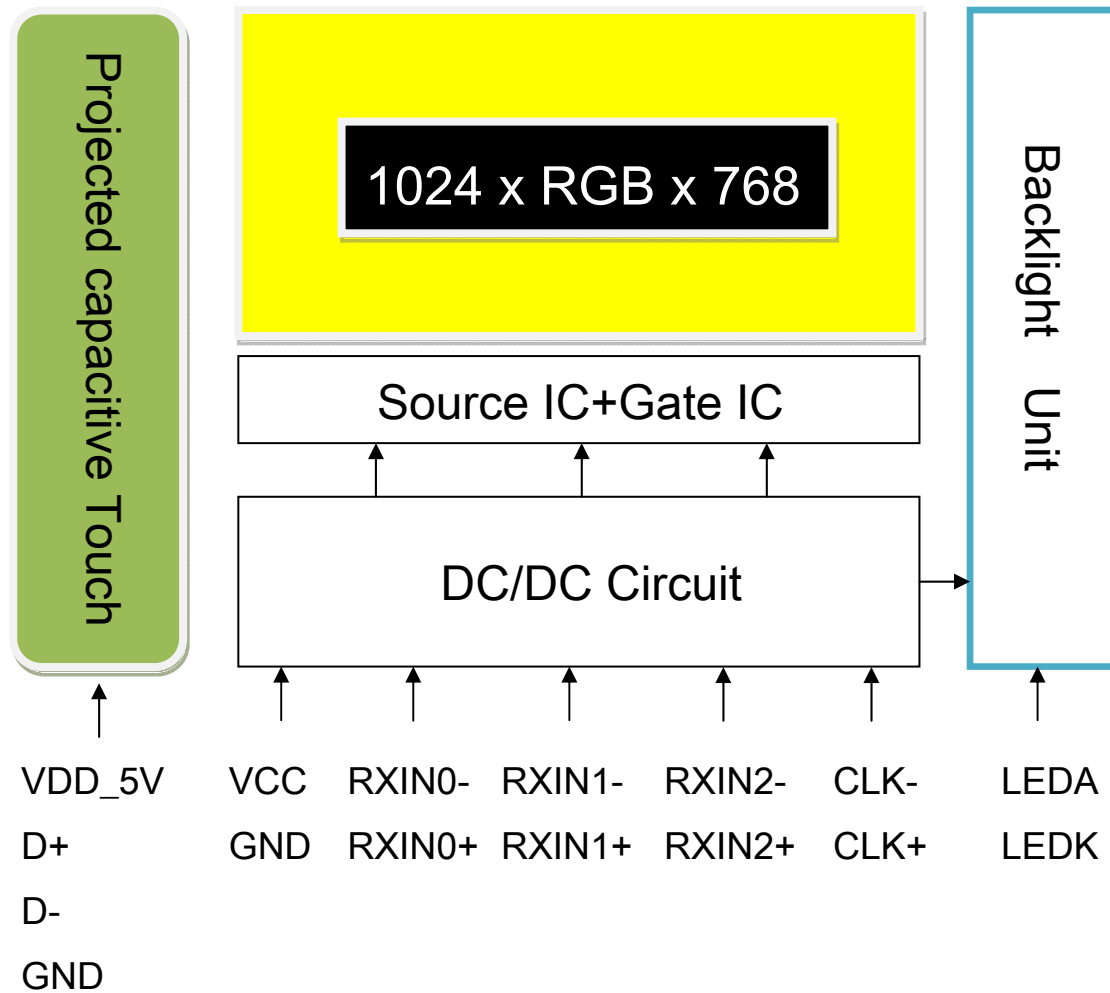 Projected capacitive Touch
1024 x RGB x 768
Backlight Unit
Source IC+Gate IC
DC/DC Circuit
VDD_5V VCC RXIN0- RXIN1- RXIN2- CLK- LEDA
D+ GND RXIN0+ RXIN1+ RXIN2+ CLK+ LEDK
D-
GND